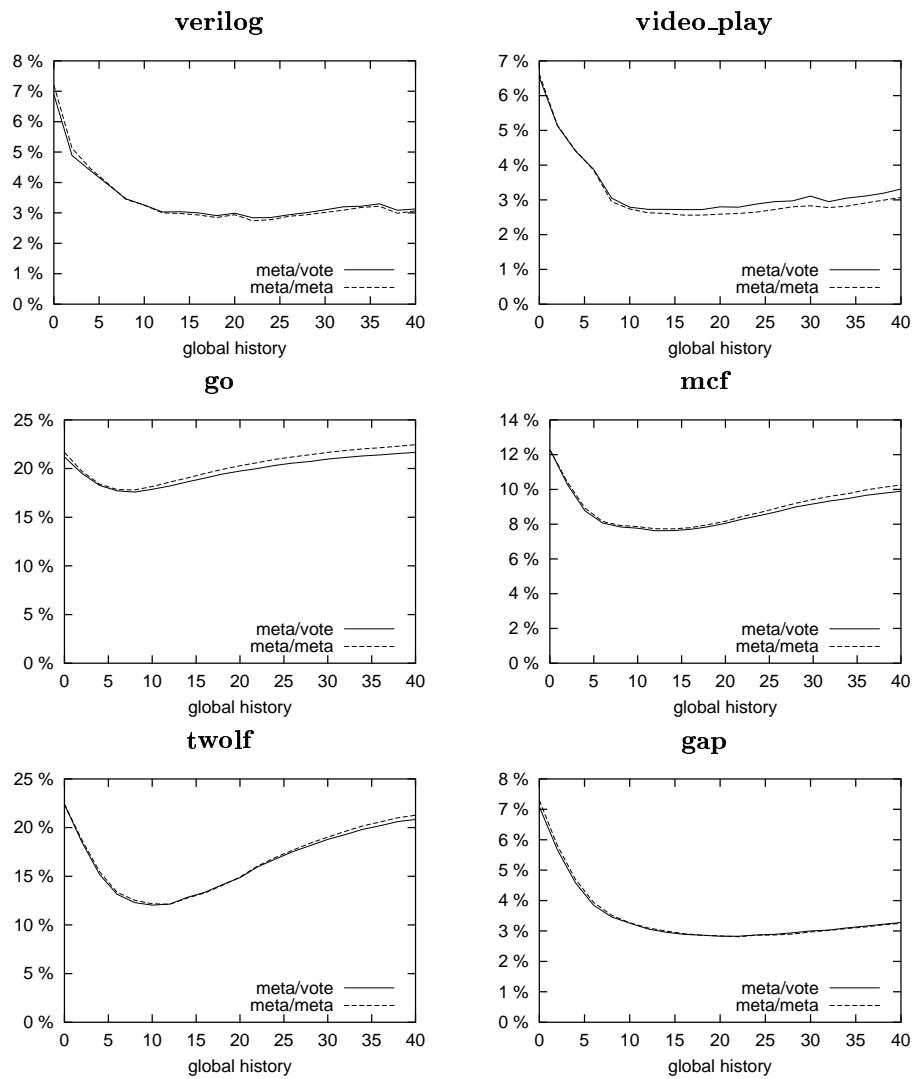 verilog
8 %
7 %
6 %
5 %
4 %
3 %
2 %
1 %
0 %
meta/vote
meta/meta
0 5 10 15 20 25 30 35 40
global history
video_play
7 %
6 %
5 %
4 %
3 %
2 %
1 %
0 %
meta/vote
meta/meta
0 5 10 15 20 25 30 35 40
global history
go
25 %
20 %
15 %
10 %
5 %
0 %
meta/vote
meta/meta
0 5 10 15 20 25 30 35 40
global history
mcf
14 %
12 %
10 %
8 %
6 %
4 %
2 %
0 %
meta/vote
meta/meta
0 5 10 15 20 25 30 35 40
global history
twolf
25 %
20 %
15 %
10 %
5 %
0 %
meta/vote
meta/meta
0 5 10 15 20 25 30 35 40
global history
gap
8 %
7 %
6 %
5 %
4 %
3 %
2 %
1 %
0 %
meta/vote
meta/meta
0 5 10 15 20 25 30 35 40
global history